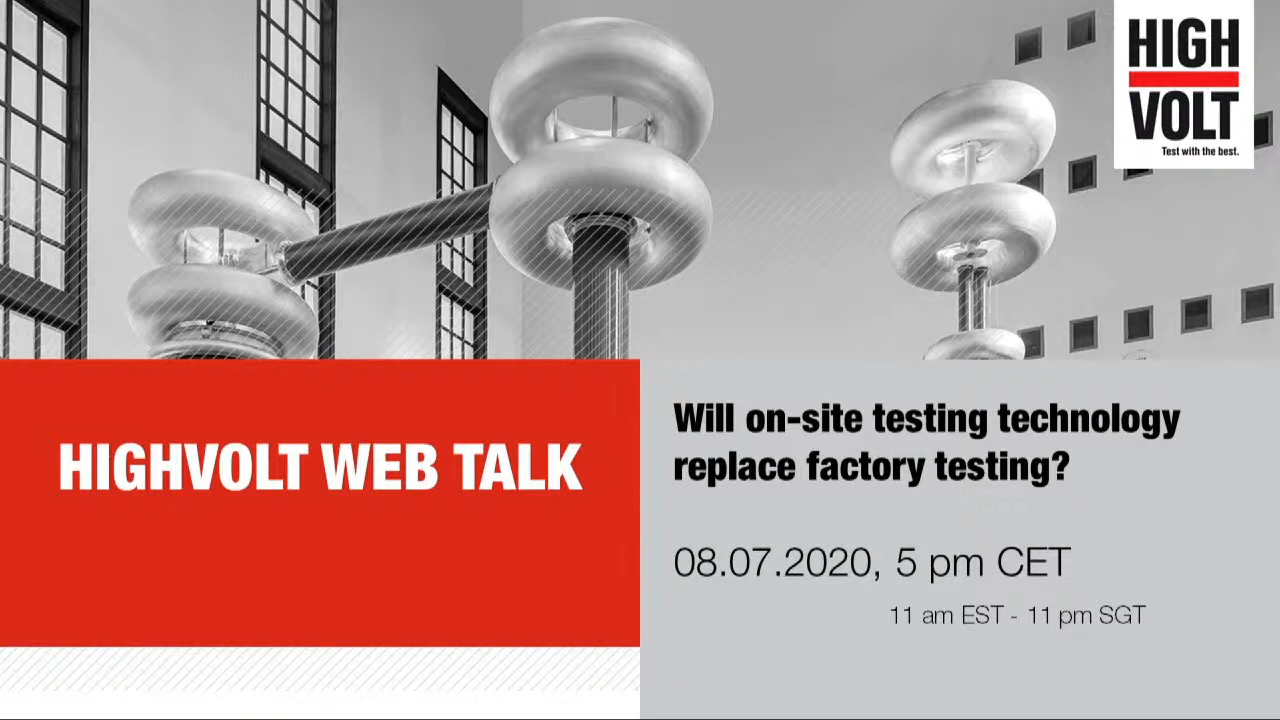 HIGH
VOLT
Test with the best.
HIGHVOLT WEB TALK
Will on-site testing technology
replace factory testing?
08.07.2020, 5 pm CET
11 am EST - 11 pm SGT